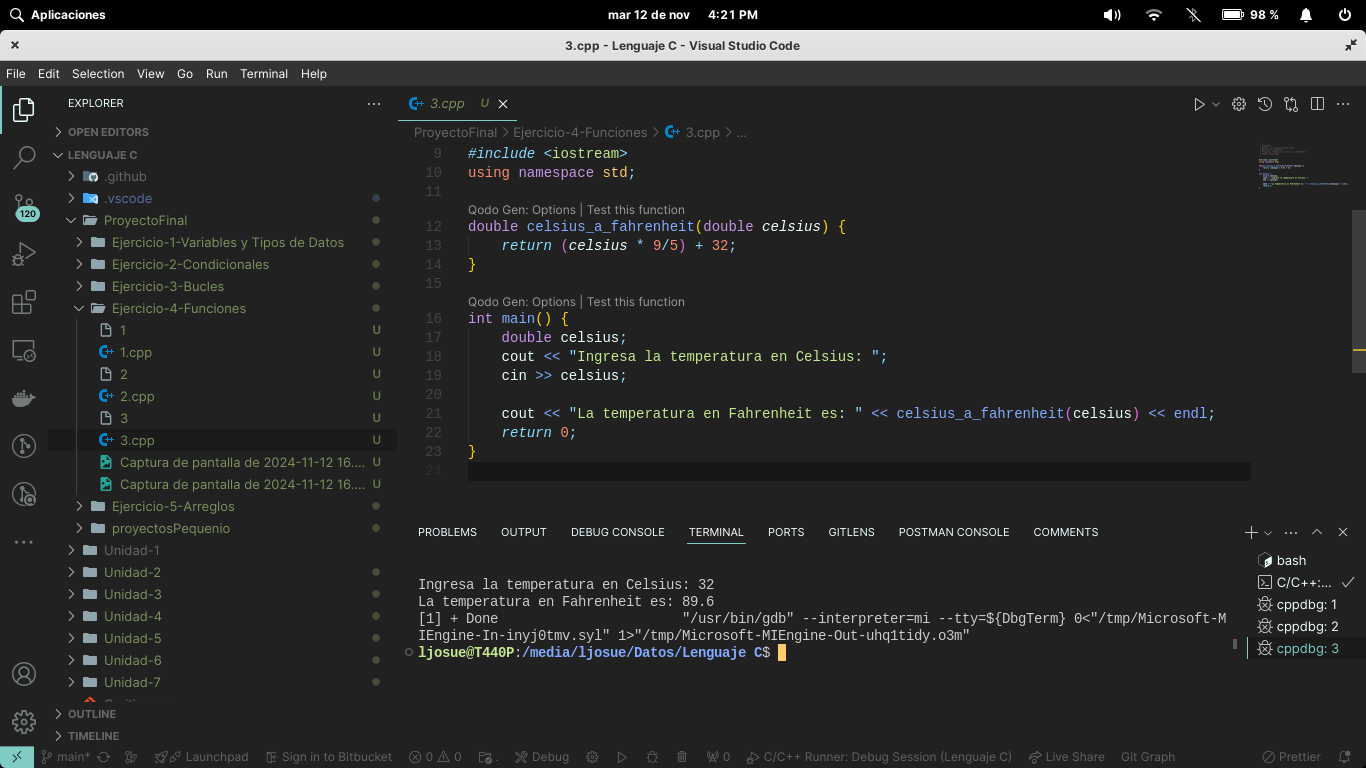 Aplicaciones mar 12 de nov 4:21 PM 98 %
3.cpp - Lenguaje C - Visual Studio Code
File Edit Selection View Go Run Terminal Help
EXPLORER
OPEN EDITORS
LENGUAJE C
.github
.vscode
120
ProyectoFinal
Ejercicio-1-Variables y Tipos de Datos
Ejercicio-2-Condicionales
Ejercicio-3-Bucles
Ejercicio-4-Funciones
1 U
1.cpp U
2 U
2.cpp U
3 U
3.cpp U
Captura de pantalla de 2024-11-12 16.... U
Captura de pantalla de 2024-11-12 16.... U
Ejercicio-5-Arreglos
proyectosPequenio
Unidad-1
Unidad-2
Unidad-3
Unidad-4
Unidad-5
Unidad-6
Unidad-7
OUTLINE
TIMELINE
3.cpp U
ProyectoFinal > Ejercicio-4-Funciones > 3.cpp > ...
9 #include <iostream>
10 using namespace std;
11
Qodo Gen: Options | Test this function
12 double celsius_a_fahrenheit(double celsius) {
13 return (celsius * 9/5) + 32;
14 }
15
Qodo Gen: Options | Test this function
16 int main() {
17 double celsius;
18 cout << "Ingresa la temperatura en Celsius: ";
19 cin >> celsius;
20
21 cout << "La temperatura en Fahrenheit es: " << celsius_a_fahrenheit(celsius) << endl;
22 return 0;
23 }
24
PROBLEMS OUTPUT DEBUG CONSOLE TERMINAL PORTS GITLENS POSTMAN CONSOLE COMMENTS
Ingresa la temperatura en Celsius: 32
La temperatura en Fahrenheit es: 89.6
[1] + Done "/usr/bin/gdb" --interpreter=mi --tty=${DbgTerm} 0<"/tmp/Microsoft-M
IEngine-In-inyj0tmv.syl" 1>"/tmp/Microsoft-MIEngine-Out-uhq1tidy.o3m"
ljosue@T440P:/media/ljosue/Datos/Lenguaje C$
bash
C/C++:...
cppdbg: 1
cppdbg: 2
cppdbg: 3
main* Launchpad Sign in to Bitbucket 0 0 Debug 0 C/C++ Runner: Debug Session (Lenguaje C) Live Share Git Graph Prettier